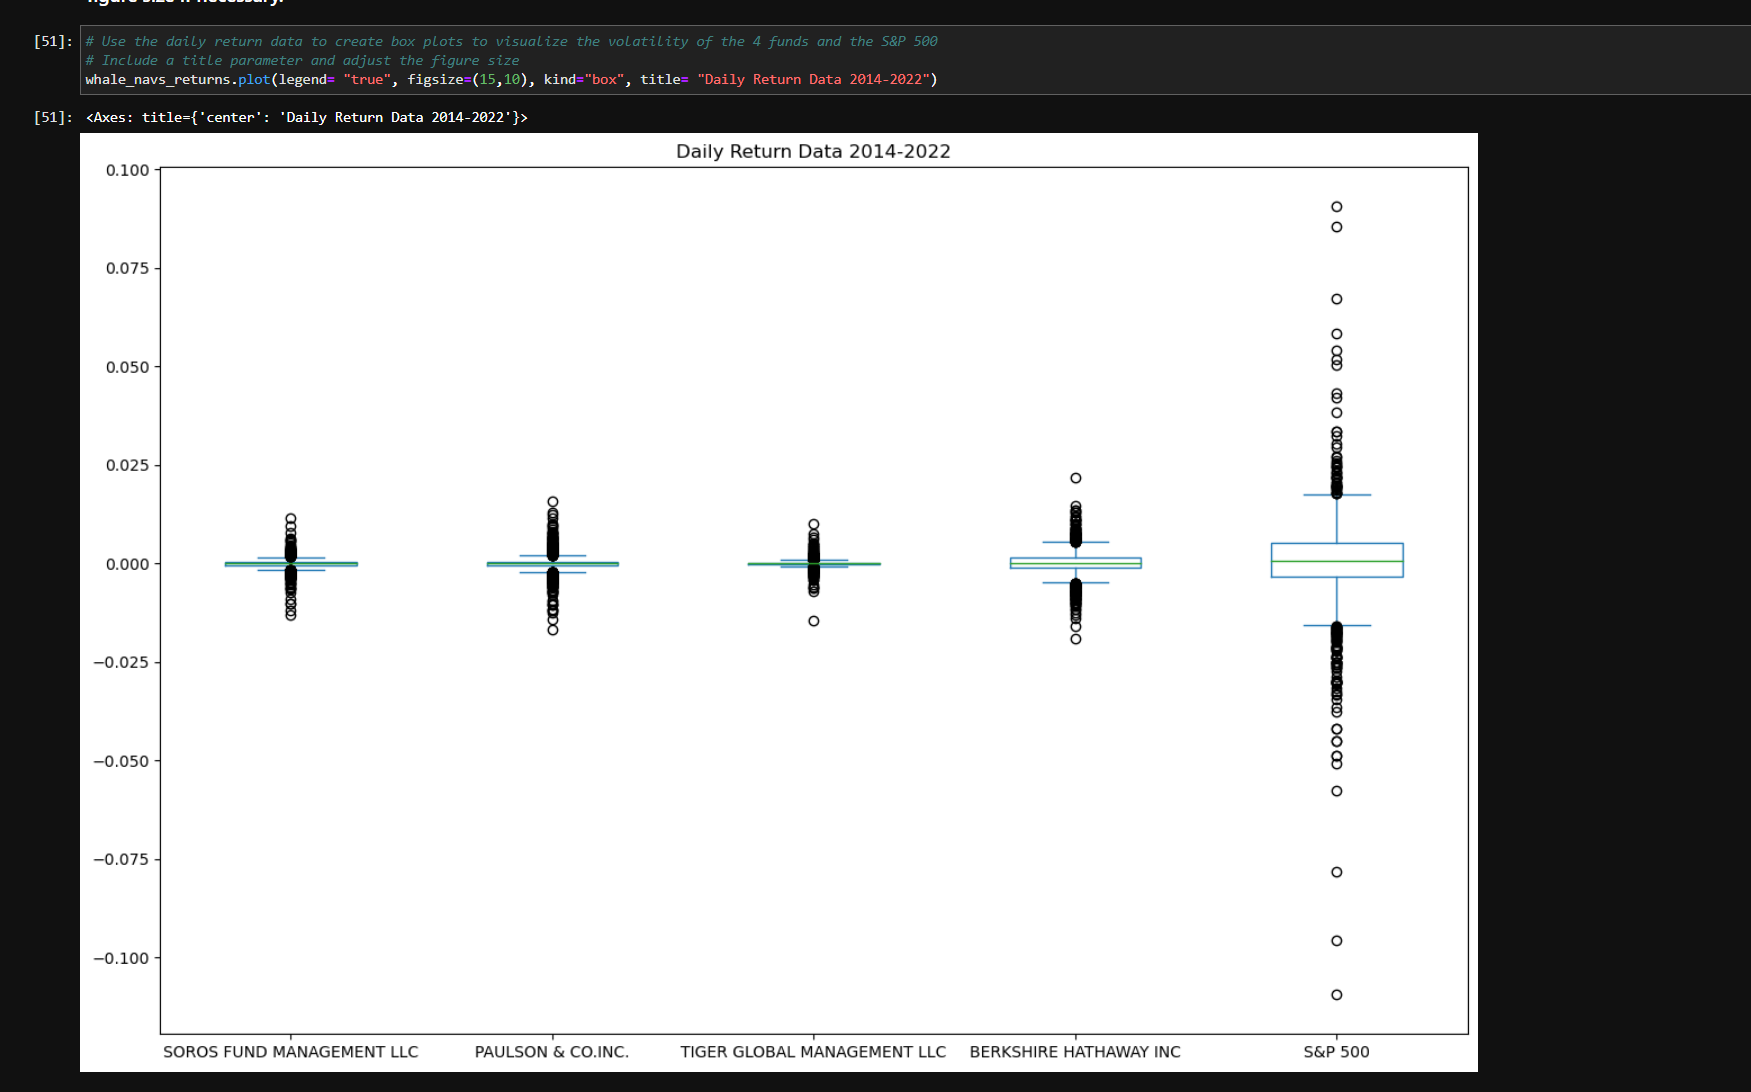 figure size if necessary.
[51]: # Use the daily return data to create box plots to visualize the volatility of the 4 funds and the S&P 500
# Include a title parameter and adjust the figure size
whale_navs_returns.plot(legend= "true", figsize=(15,10), kind="box", title= "Daily Return Data 2014-2022")
[51]: <Axes: title={'center': 'Daily Return Data 2014-2022'}>
Daily Return Data 2014-2022
0.100
0.075
0.050
0.025
0.000
−0.025
−0.050
−0.075
−0.100
SOROS FUND MANAGEMENT LLC PAULSON & CO.INC. TIGER GLOBAL MANAGEMENT LLC BERKSHIRE HATHAWAY INC S&P 500